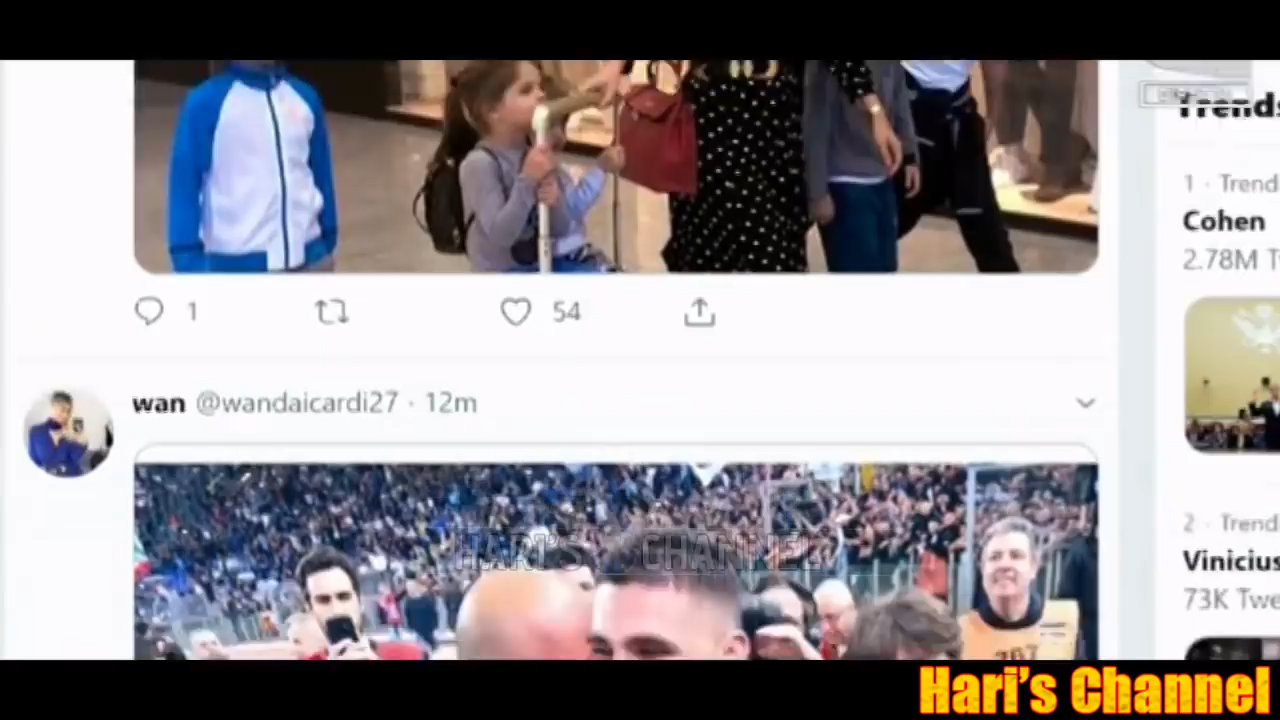 Trends
1 · Trend
Cohen
2.78M T
1
54
wan @wandaicardi27 · 12m
HARI'S CHANNEL
2 · Trend
Vinicius
73K Twe
Hari's Channel